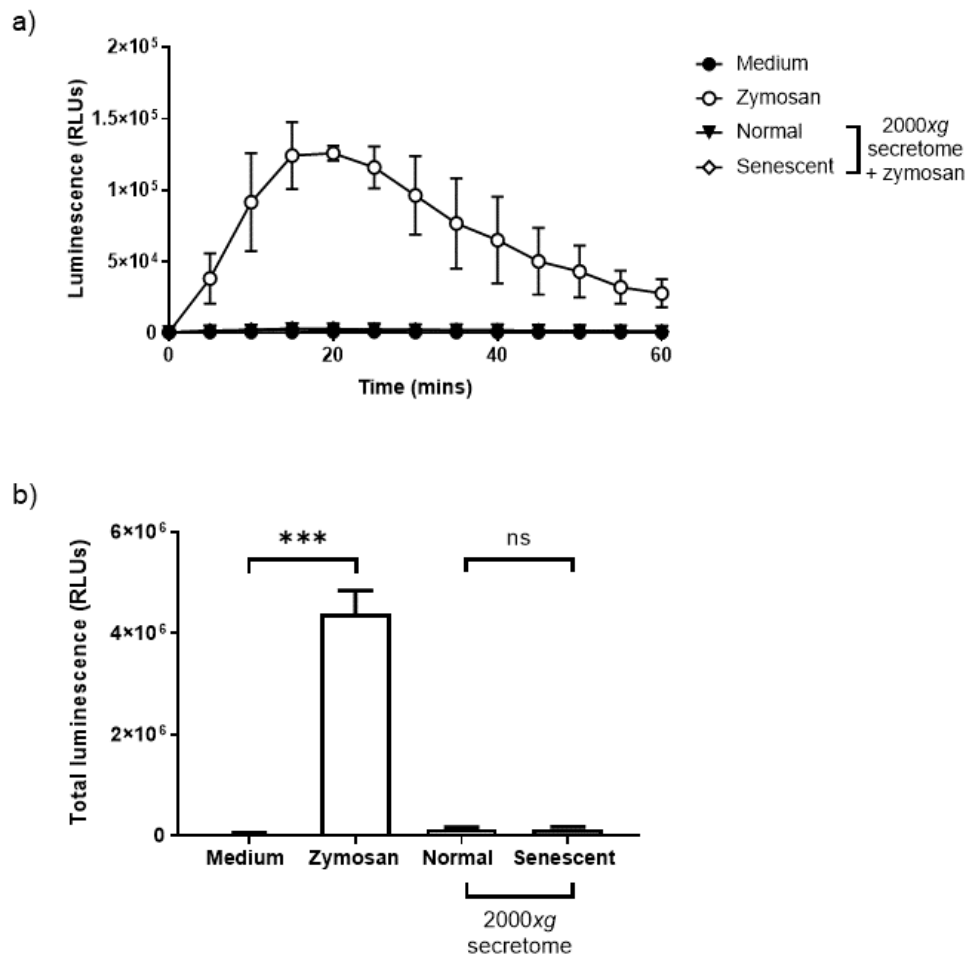 a)
2×10⁵
1.5×10⁵
1×10⁵
5×10⁴
0
Luminescence (RLUs)
0
20
40
60
Time (mins)
Medium
Zymosan
Normal
Senescent
2000xg
secretome
+ zymosan
b)
6×10⁶
4×10⁶
2×10⁶
0
Total luminescence (RLUs)
***
ns
Medium
Zymosan
Normal
Senescent
2000xg
secretome